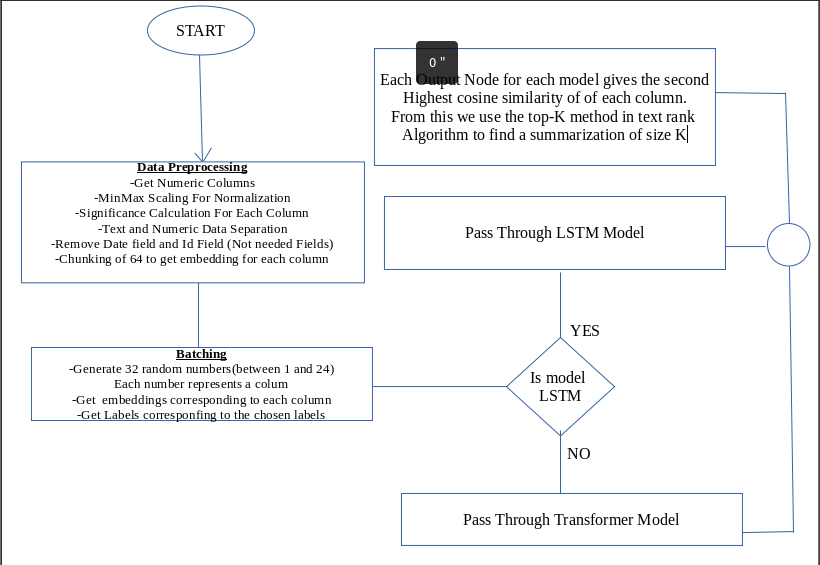 START
Data Preprocessing
-Get Numeric Columns
-MinMax Scaling For Normalization
-Significance Calculation For Each Column
-Text and Numeric Data Separation
-Remove Date field and Id Field (Not needed Fields)
-Chunking of 64 to get embedding for each column
Batching
-Generate 32 random numbers(between 1 and 24)
Each number represents a colum
-Get embeddings corresponding to each column
-Get Labels corresponfing to the chosen labels
Is model
LSTM
YES
NO
Pass Through LSTM Model
Pass Through Transformer Model
0 "
Each Output Node for each model gives the second
Highest cosine similarity of of each column.
From this we use the top-K method in text rank
Algorithm to find a summarization of size K